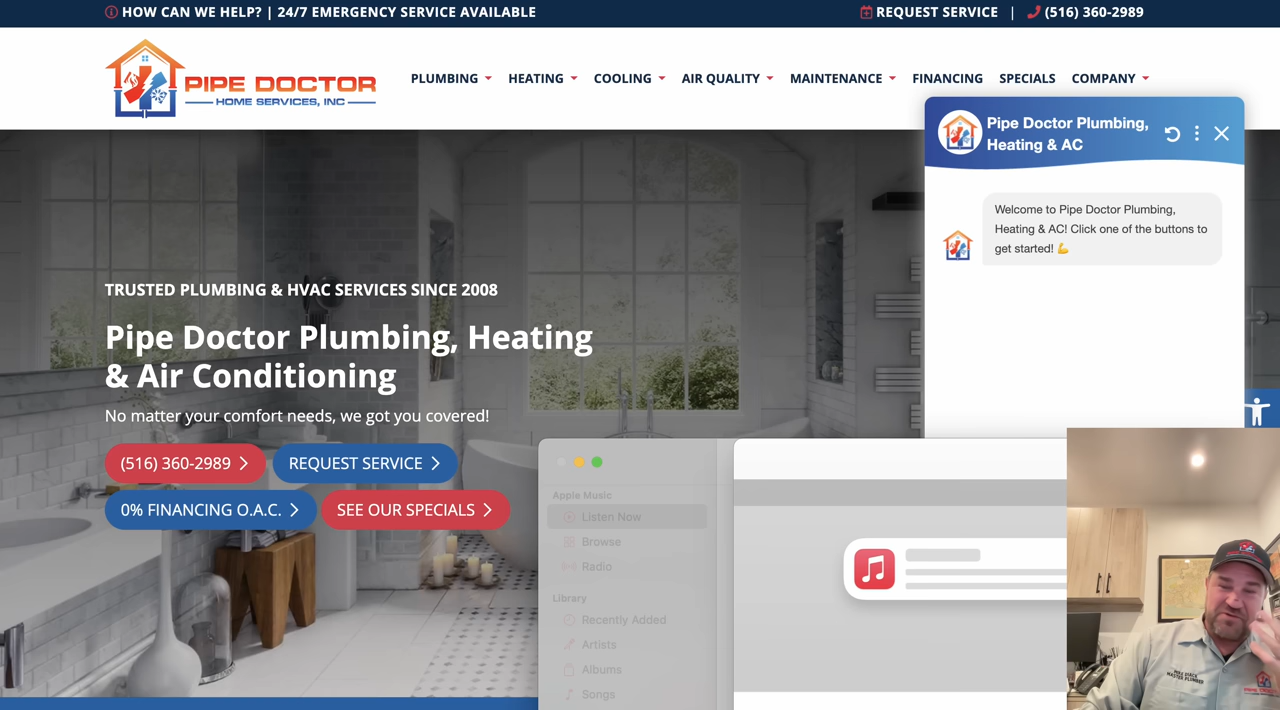 HOW CAN WE HELP? | 24/7 EMERGENCY SERVICE AVAILABLE
REQUEST SERVICE | (516) 360-2989
PIPE DOCTOR
HOME SERVICES, INC
PLUMBING HEATING COOLING AIR QUALITY MAINTENANCE FINANCING SPECIALS COMPANY
Pipe Doctor Plumbing,
Heating & AC
Welcome to Pipe Doctor Plumbing,
Heating & AC! Click one of the buttons to
get started! 💪
TRUSTED PLUMBING & HVAC SERVICES SINCE 2008
Pipe Doctor Plumbing, Heating
& Air Conditioning
No matter your comfort needs, we got you covered!
(516) 360-2989
REQUEST SERVICE
0% FINANCING O.A.C.
SEE OUR SPECIALS
Apple Music
Listen Now
Browse
Radio
Library
Recently Added
Artists
Albums
Songs
MASTER PLUMBER
PIPE DOCTOR